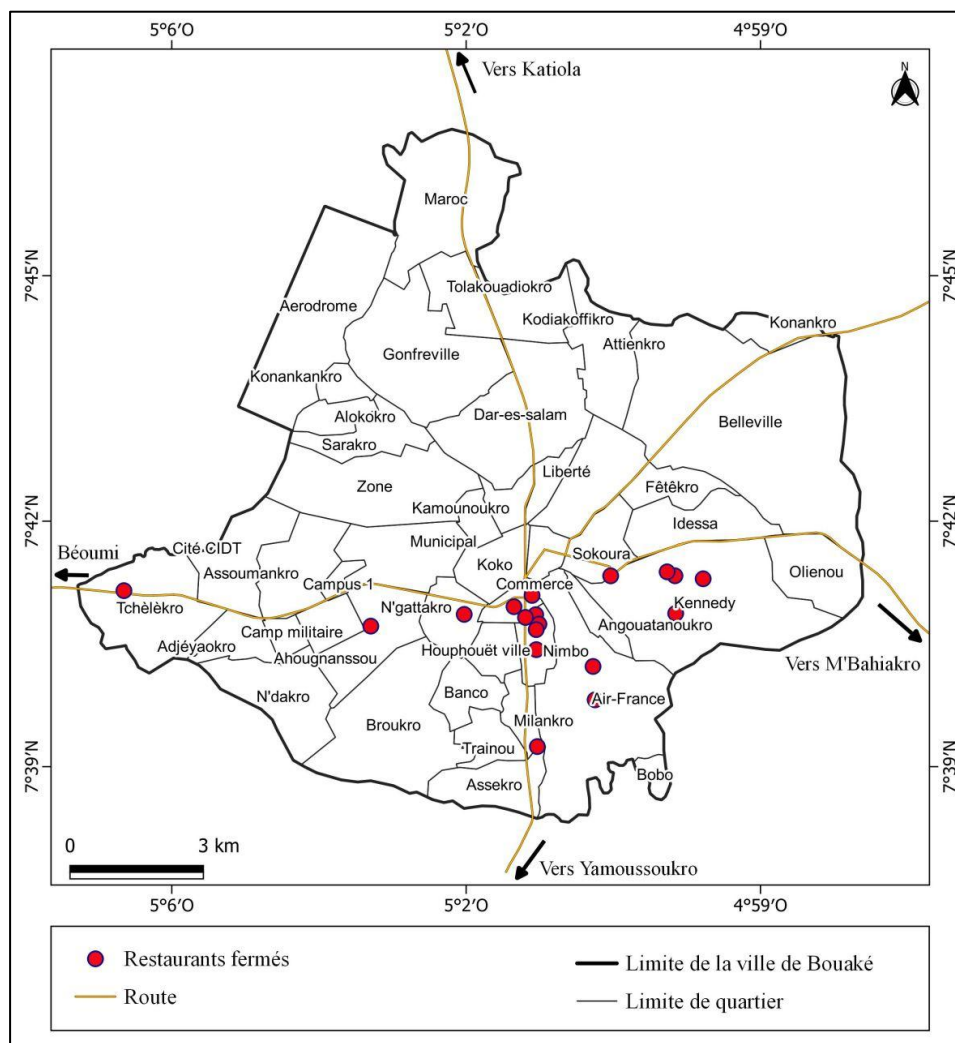 5°6′O 5°2′O 4°59′O
Vers Katiola
N
Maroc
7°45′N 7°45′N
Tolakouadiokro
Aerodrome
Kodiakoffikro
Konankro
Attienkro
Gonfreville
Konankankro
Alokokro
Dar-es-salam
Belleville
Sarakro
Liberté
Zone
Fêtêkro
Kamounoukro
7°42′N 7°42′N
Idessa
Municipal
Béoumi
Cité CIDT
Sokoura
Koko
Assoumankro
Campus 1
Commerce
Olienou
Tchèlèkro
N'gattakro
Kennedy
Angouatanoukro
Camp militaire
Adjéyaokro
Ahougnanssou
Houphouët ville
Nimbo
Vers M'Bahiakro
N'dakro
Banco
Air-France
Broukro
Milankro
Trainou
7°39′N 7°39′N
Bobo
Assekro
0 3 km
Vers Yamoussoukro
5°6′O 5°2′O 4°59′O
Restaurants fermés
Limite de la ville de Bouaké
Route
Limite de quartier